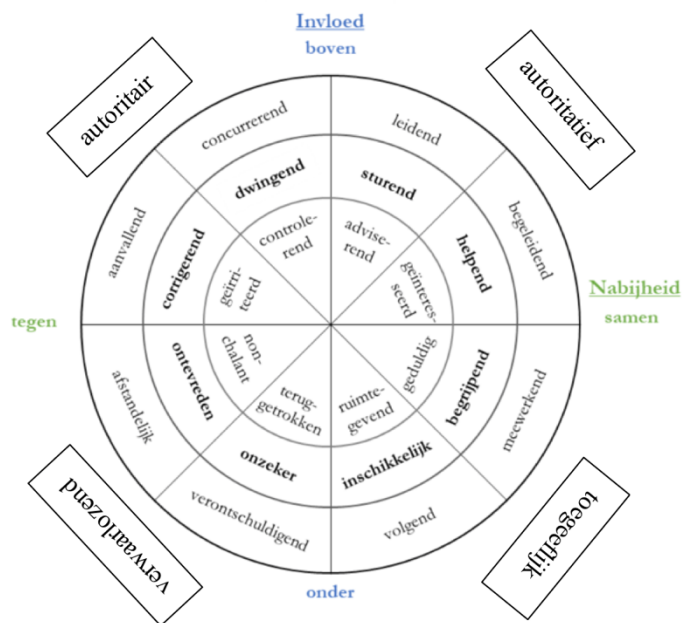 Invloed
boven
autoritair
autoritatief
concurrerend
leidend
dwingend
sturend
aanvallend
begeleidend
corrigerend
helpend
controle-
rend
advise-
rend
geïrri-
teerd
geïnteres-
seerd
Nabijheid
tegen
samen
non-
chalant
geduldig
terug-
getrokken
ruimte-
gevend
ontevreden
begrijpend
afstandelijk
meewerkend
onzeker
inschikkelijk
verontschuldigend
volgend
verwaarlozend
toegeeflijk
onder